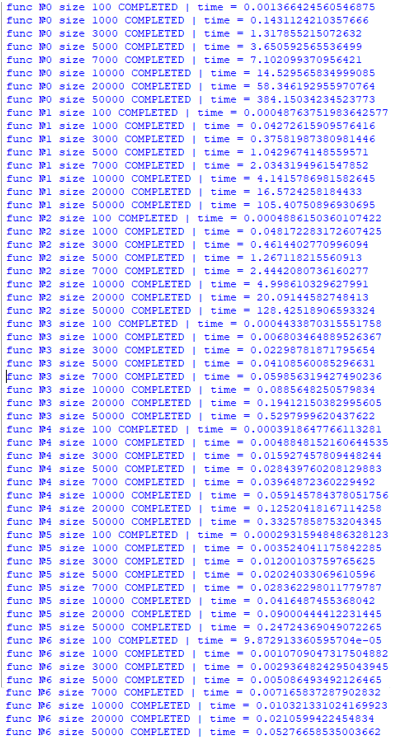 func №0 size 100 COMPLETED | time = 0.001366424560546875
func №0 size 1000 COMPLETED | time = 0.1431124210357666
func №0 size 3000 COMPLETED | time = 1.317855215072632
func №0 size 5000 COMPLETED | time = 3.650592565536499
func №0 size 7000 COMPLETED | time = 7.102099370956421
func №0 size 10000 COMPLETED | time = 14.529565834999085
func №0 size 20000 COMPLETED | time = 58.346192955970764
func №0 size 50000 COMPLETED | time = 384.15034234523773
func №1 size 100 COMPLETED | time = 0.00048763751983642577
func №1 size 1000 COMPLETED | time = 0.04272615909576416
func №1 size 3000 COMPLETED | time = 0.37581987380981446
func №1 size 5000 COMPLETED | time = 1.0429674148559571
func №1 size 7000 COMPLETED | time = 2.0343194961547852
func №1 size 10000 COMPLETED | time = 4.1415786981582645
func №1 size 20000 COMPLETED | time = 16.5724258184433
func №1 size 50000 COMPLETED | time = 105.40750896930695
func №2 size 100 COMPLETED | time = 0.0004886150360107422
func №2 size 1000 COMPLETED | time = 0.048172283172607425
func №2 size 3000 COMPLETED | time = 0.4614402770996094
func №2 size 5000 COMPLETED | time = 1.267118215560913
func №2 size 7000 COMPLETED | time = 2.4442080736160277
func №2 size 10000 COMPLETED | time = 4.998610329627991
func №2 size 20000 COMPLETED | time = 20.09144582748413
func №2 size 50000 COMPLETED | time = 128.42518906593324
func №3 size 100 COMPLETED | time = 0.0004433870315551758
func №3 size 1000 COMPLETED | time = 0.006803464889526367
func №3 size 3000 COMPLETED | time = 0.02298781871795654
func №3 size 5000 COMPLETED | time = 0.04108560085296631
func №3 size 7000 COMPLETED | time = 0.059856319427490236
func №3 size 10000 COMPLETED | time = 0.0885648250579834
func №3 size 20000 COMPLETED | time = 0.19412150382995605
func №3 size 50000 COMPLETED | time = 0.5297999620437622
func №4 size 100 COMPLETED | time = 0.0003918647766113281
func №4 size 1000 COMPLETED | time = 0.0048848152160644535
func №4 size 3000 COMPLETED | time = 0.015927457809448244
func №4 size 5000 COMPLETED | time = 0.028439760208129883
func №4 size 7000 COMPLETED | time = 0.03964872360229492
func №4 size 10000 COMPLETED | time = 0.059145784378051756
func №4 size 20000 COMPLETED | time = 0.12520418167114258
func №4 size 50000 COMPLETED | time = 0.33257858753204345
func №5 size 100 COMPLETED | time = 0.00029315948486328123
func №5 size 1000 COMPLETED | time = 0.003524041175842285
func №5 size 3000 COMPLETED | time = 0.01200103759765625
func №5 size 5000 COMPLETED | time = 0.02024033069610596
func №5 size 7000 COMPLETED | time = 0.028362298011779787
func №5 size 10000 COMPLETED | time = 0.0416487455368042
func №5 size 20000 COMPLETED | time = 0.09000444412231445
func №5 size 50000 COMPLETED | time = 0.24724369049072265
func №6 size 100 COMPLETED | time = 9.872913360595704e-05
func №6 size 1000 COMPLETED | time = 0.0010709047317504882
func №6 size 3000 COMPLETED | time = 0.0029364824295043945
func №6 size 5000 COMPLETED | time = 0.005086493492126465
func №6 size 7000 COMPLETED | time = 0.007165837287902832
func №6 size 10000 COMPLETED | time = 0.010321331024169923
func №6 size 20000 COMPLETED | time = 0.0210599422454834
func №6 size 50000 COMPLETED | time = 0.05276658535003662